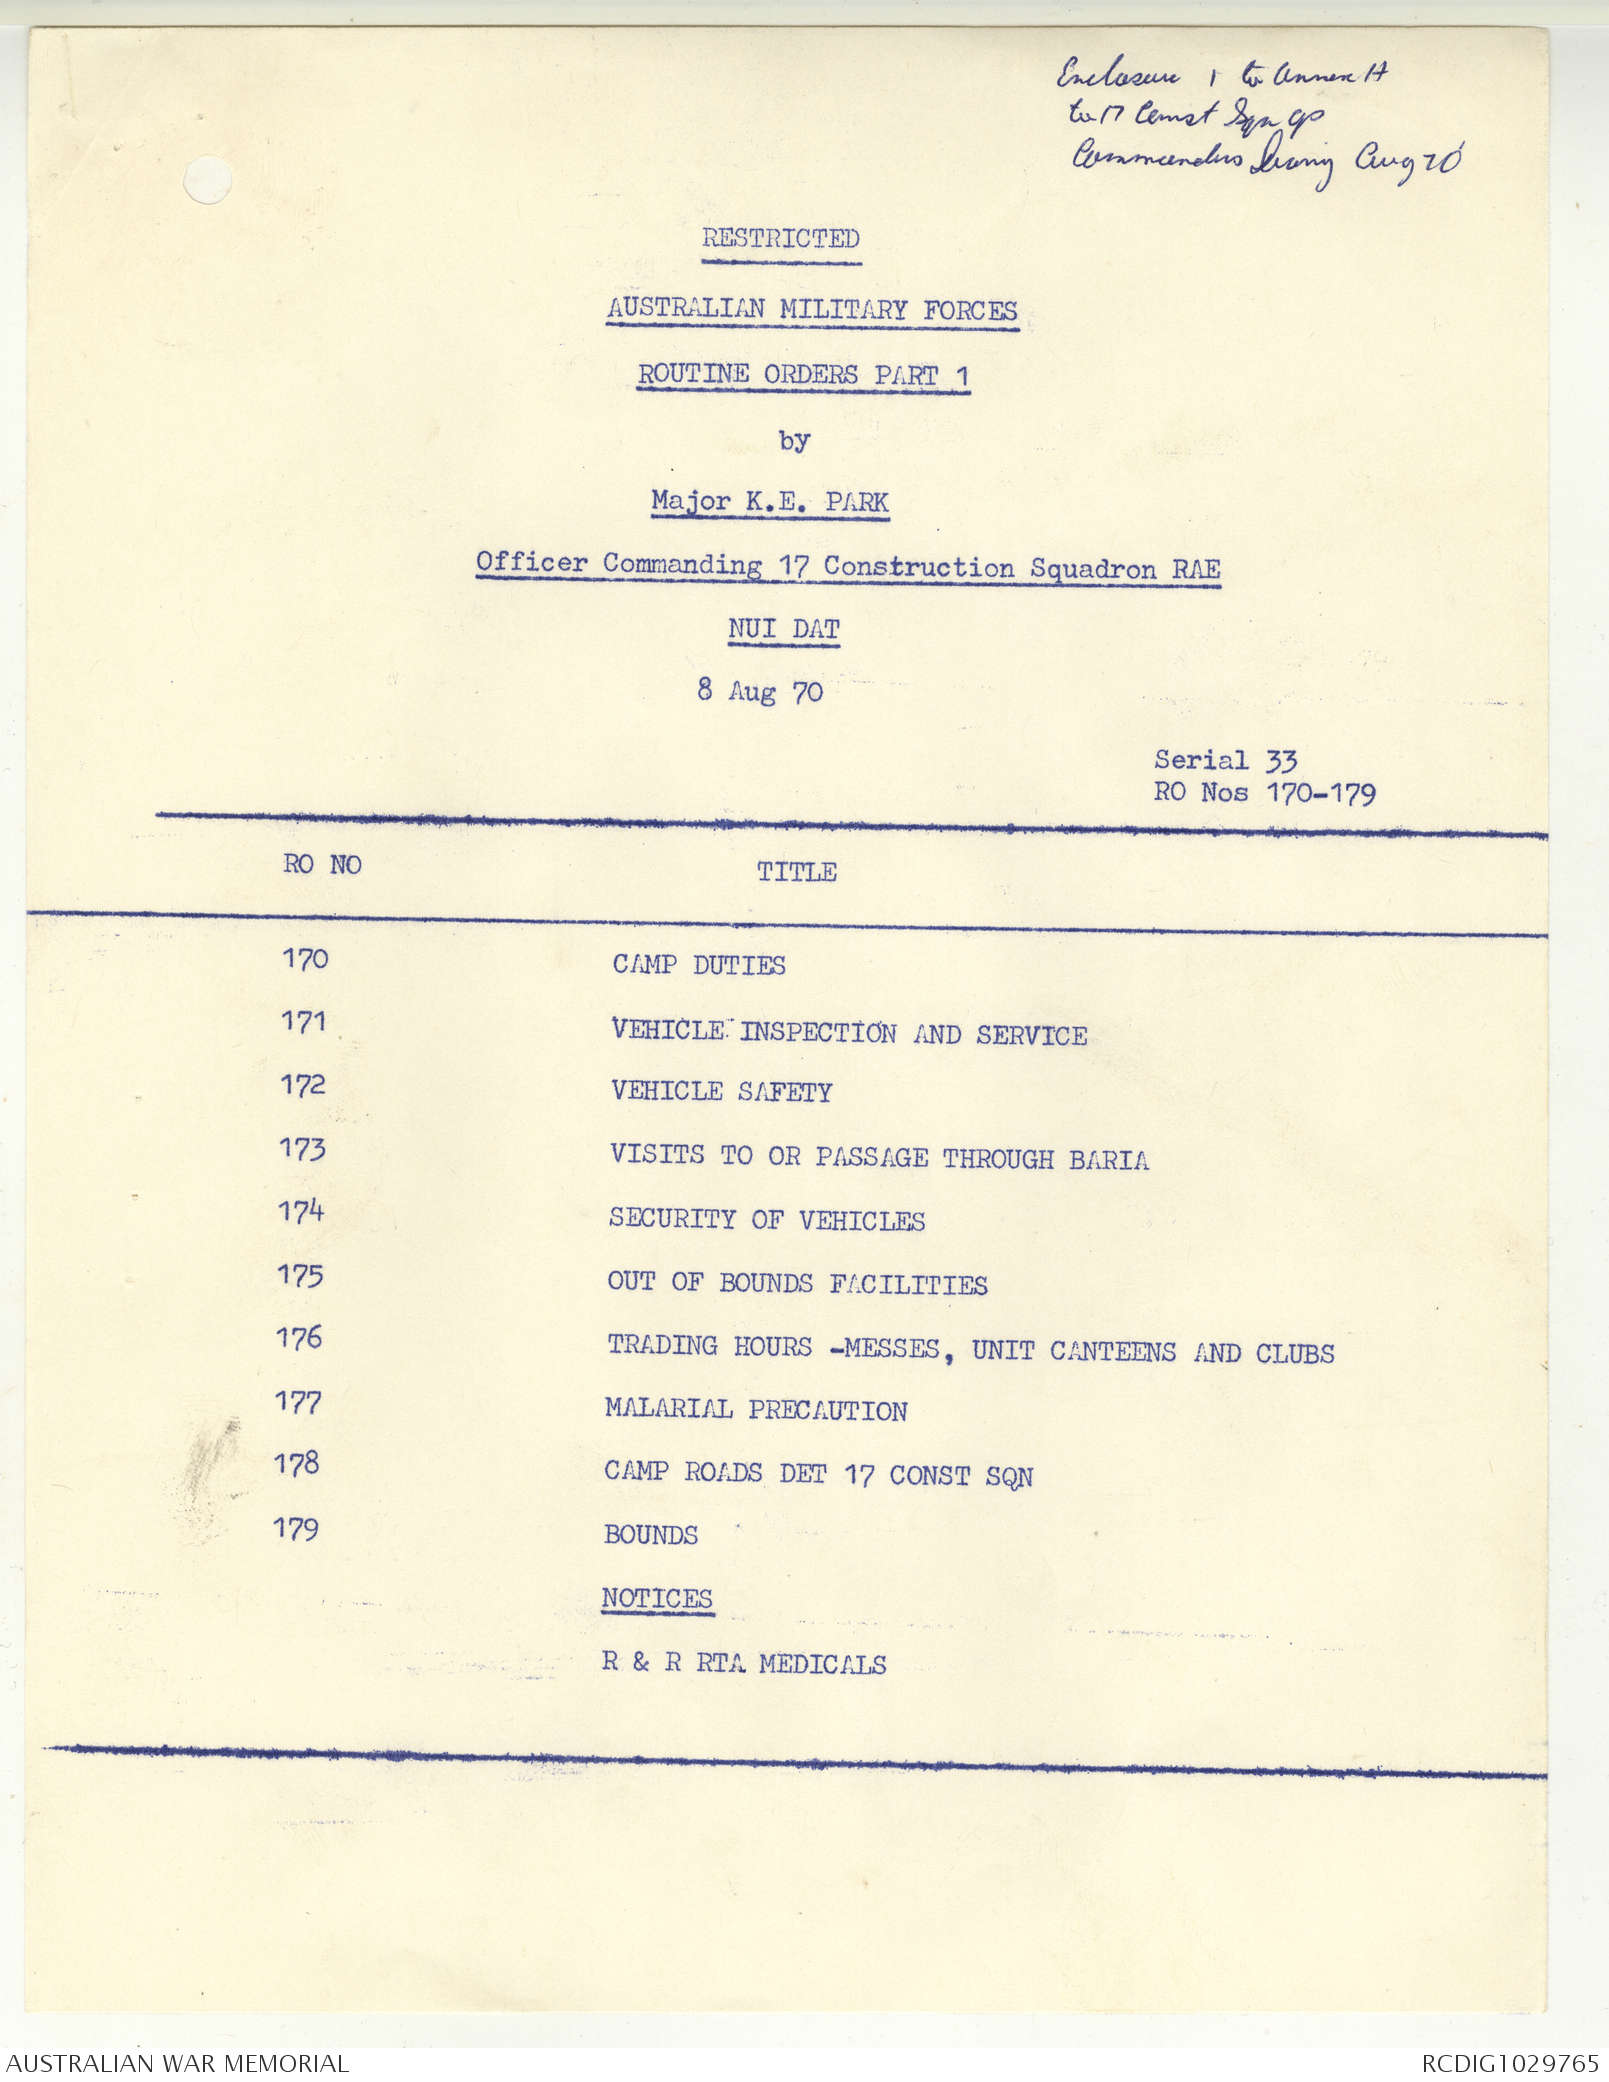 Enclosure 1 to Annex A
to 17 Const Sqn Gp
Commanders Diary Aug 70
RESTRICTED
AUSTRALIAN MILITARY FORCES
ROUTINE ORDERS PART 1
by
Major K.E. PARK
Officer Commanding 17 Construction Squadron RAE
NUI DAT
8 Aug 70
Serial 33
RO Nos 170-179
RO NO TITLE
170 CAMP DUTIES
171 VEHICLE INSPECTION AND SERVICE
172 VEHICLE SAFETY
173 VISITS TO OR PASSAGE THROUGH BARIA
174 SECURITY OF VEHICLES
175 OUT OF BOUNDS FACILITIES
176 TRADING HOURS -MESSES, UNIT CANTEENS AND CLUBS
177 MALARIAL PRECAUTION
178 CAMP ROADS DET 17 CONST SQN
179 BOUNDS
NOTICES
R & R RTA MEDICALS
AUSTRALIAN WAR MEMORIAL RCDIG1029765